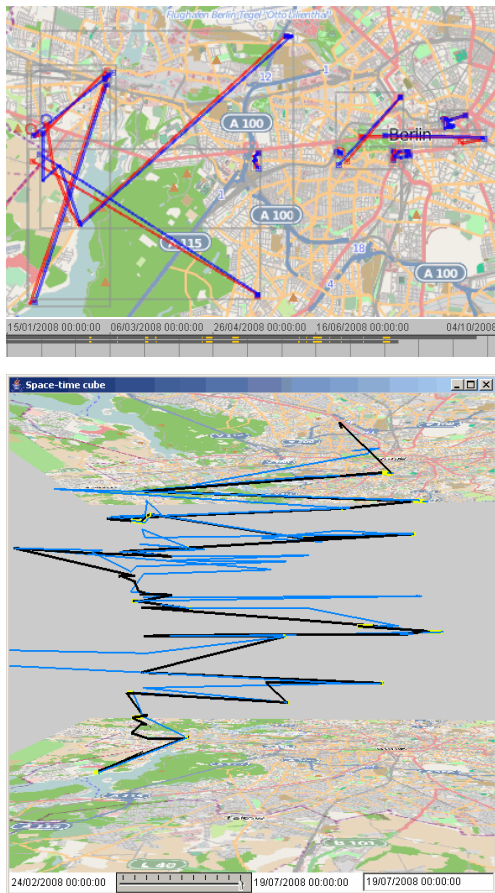 Flughafen Berlin-Tegel "Otto Lilienthal"
12
1
A 100
Berlin
1
A 100
A 115
18
A 100
4
15/01/2008 00:00:00 06/03/2008 00:00:00 26/04/2008 00:00:00 16/06/2008 00:00:00 04/10/2008
Space-time cube
L 40
B 101
24/02/2008 00:00:00 19/07/2008 00:00:00 19/07/2008 00:00:00